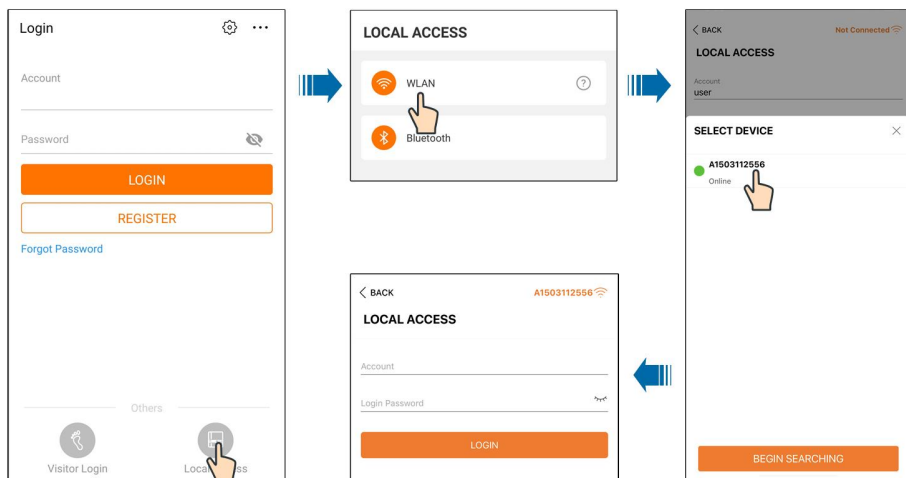 Login
Account
Password
LOGIN
REGISTER
Forgot Password
Others
Visitor Login
LOCAL ACCESS
WLAN
?
Bluetooth
BACK
Not Connected
LOCAL ACCESS
Account
user
SELECT DEVICE
A1503112556
Online
BEGIN SEARCHING
BACK
A1503112556
LOCAL ACCESS
Account
Login Password
LOGIN